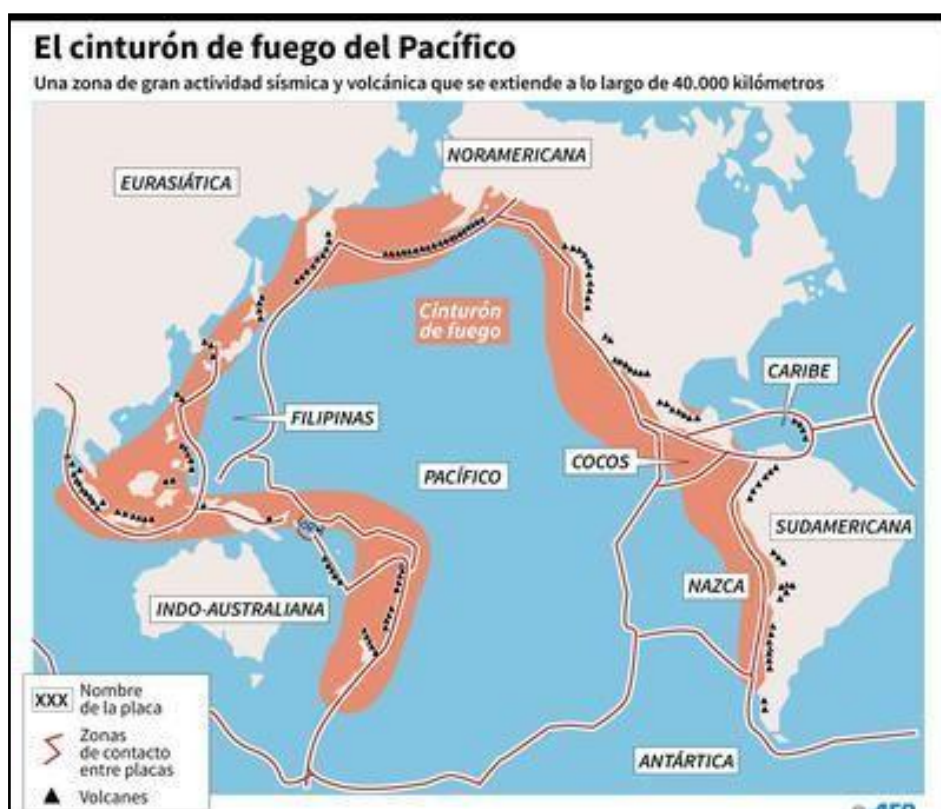 El cinturón de fuego del Pacífico
Una zona de gran actividad sísmica y volcánica que se extiende a lo largo de 40.000 kilómetros
NORAMERICANA
EURASIÁTICA
Cinturón
de fuego
CARIBE
FILIPINAS
COCOS
PACÍFICO
SUDAMERICANA
NAZCA
INDO-AUSTRALIANA
XXX Nombre
de la placa
Zonas
de contacto
entre placas
ANTÁRTICA
Volcanes